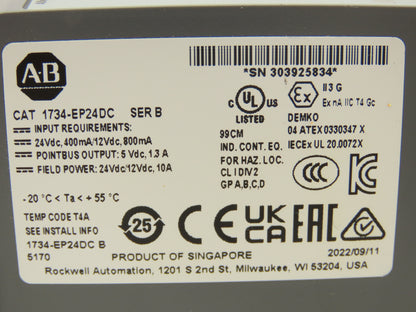 *SN 303925834*
A-B
CAT 1734-EP24DC SER B
INPUT REQUIREMENTS:
24Vdc, 400mA/12Vdc, 800mA
POINTBUS OUTPUT: 5 Vdc, 1.3 A
FIELD POWER: 24Vdc/12Vdc, 10A
-20 °C < Ta < + 55 °C
TEMP CODE T4A
SEE INSTALL INFO
1734-EP24DC B
5170
C UL US
LISTED
99CM
IND. CONT. EQ.
FOR HAZ. LOC.
CL I DIV 2
GP A,B,C,D
Ex II 3 G
Ex nA IIC T4 Gc
DEMKO
04 ATEX 0330347 X
IECEx UL 20.0072X
CCC
25
CE
UK
CA
EAC
PRODUCT OF SINGAPORE
2022/09/11
Rockwell Automation, 1201 S 2nd St, Milwaukee, WI 53204, USA